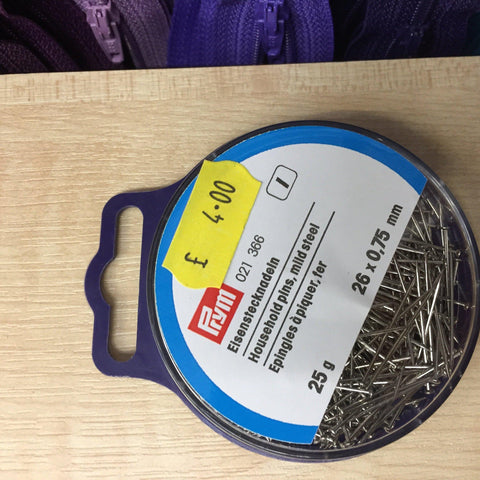 £ 4.00
Prym
021 366
Eisenstecknadeln
Household pins, mild steel
Epingles à piquer, fer
25 g
26 x 0,75 mm